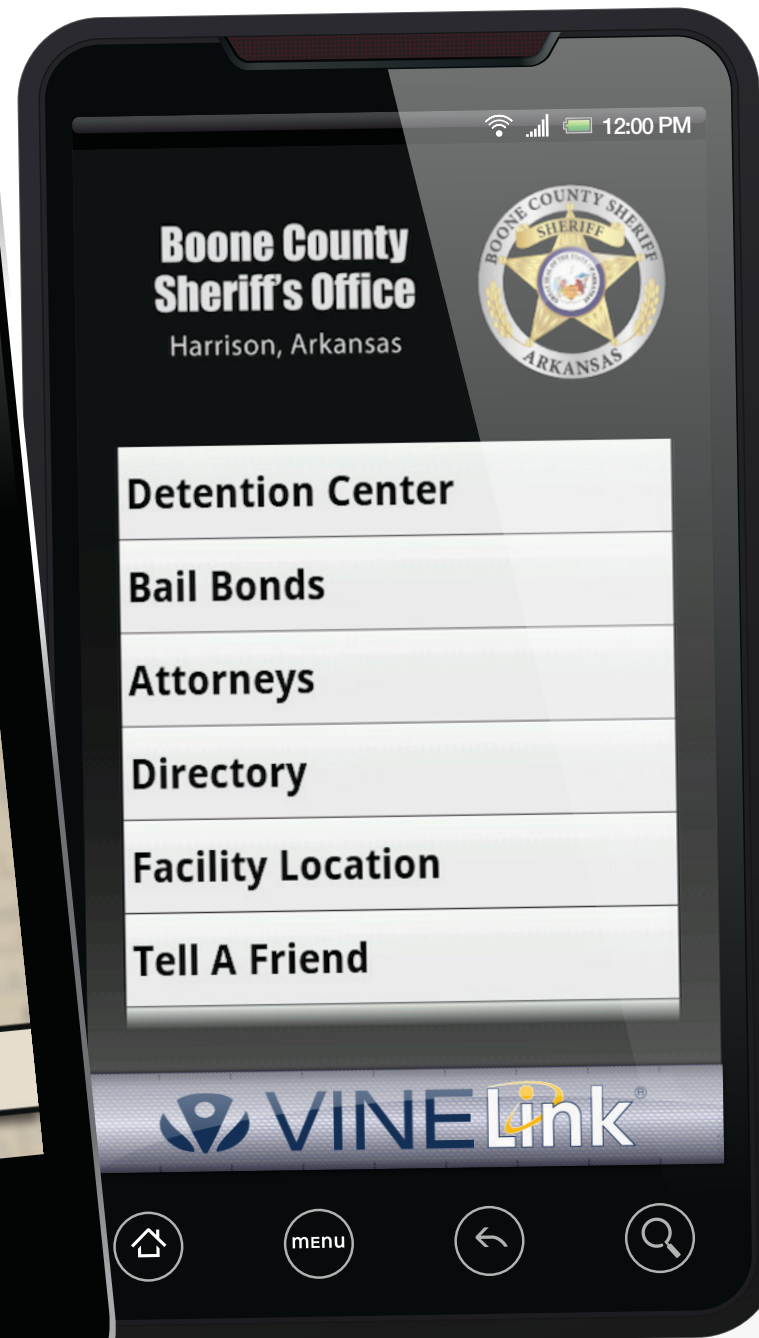 12:00 PM
Boone County
Sheriff's Office
Harrison, Arkansas
BOONE COUNTY SHERIFF
SHERIFF
ARKANSAS
Detention Center
Bail Bonds
Attorneys
Directory
Facility Location
Tell A Friend
VINELink®
MENU